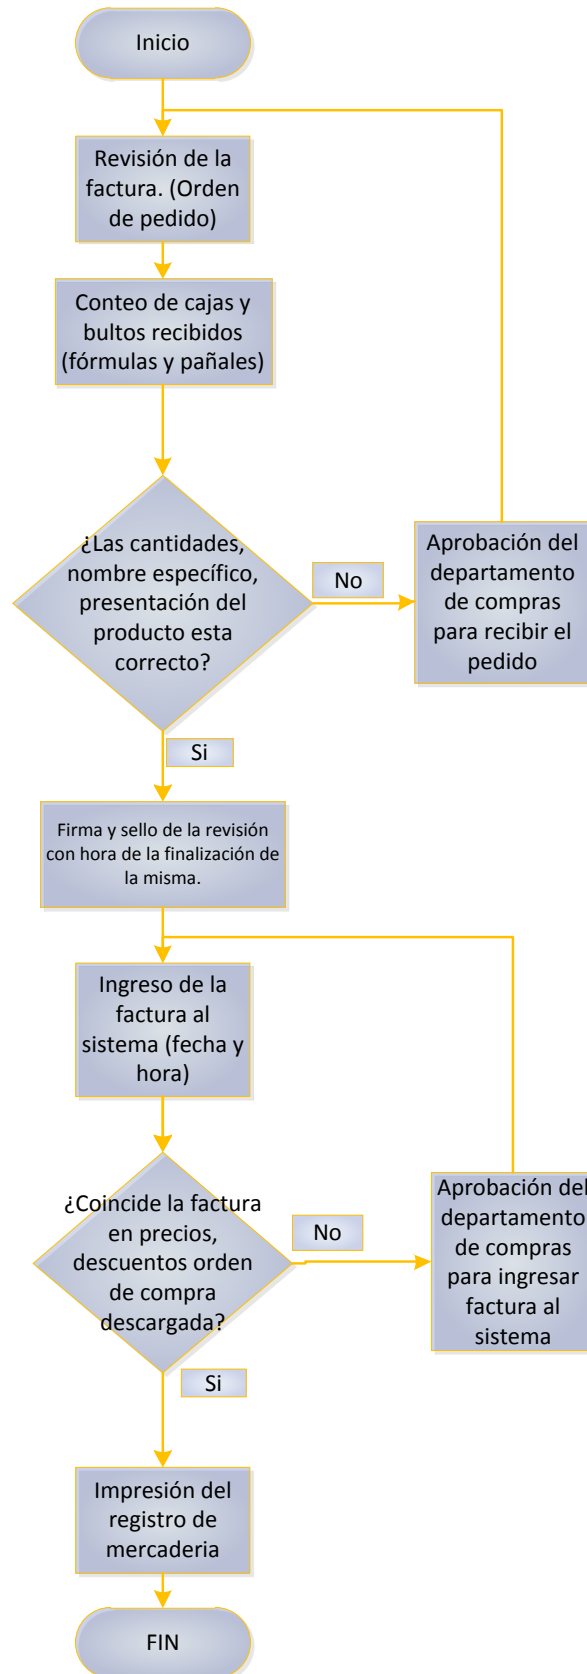 Inicio
Revisión de la
factura. (Orden
de pedido)
Conteo de cajas y
bultos recibidos
(fórmulas y pañales)
¿Las cantidades,
nombre específico,
presentación del
producto esta
correcto?
No
Aprobación del
departamento
de compras
para recibir el
pedido
Si
Firma y sello de la revisión
con hora de la finalización de
la misma.
Ingreso de la
factura al
sistema (fecha y
hora)
¿Coincide la factura
en precios,
descuentos orden
de compra
descargada?
No
Aprobación del
departamento
de compras
para ingresar
factura al
sistema
Si
Impresión del
registro de
mercaderia
FIN